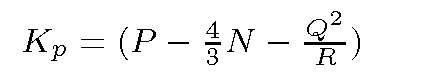 $K_p = (P - \frac{4}{3}N - \frac{Q^2}{R})$